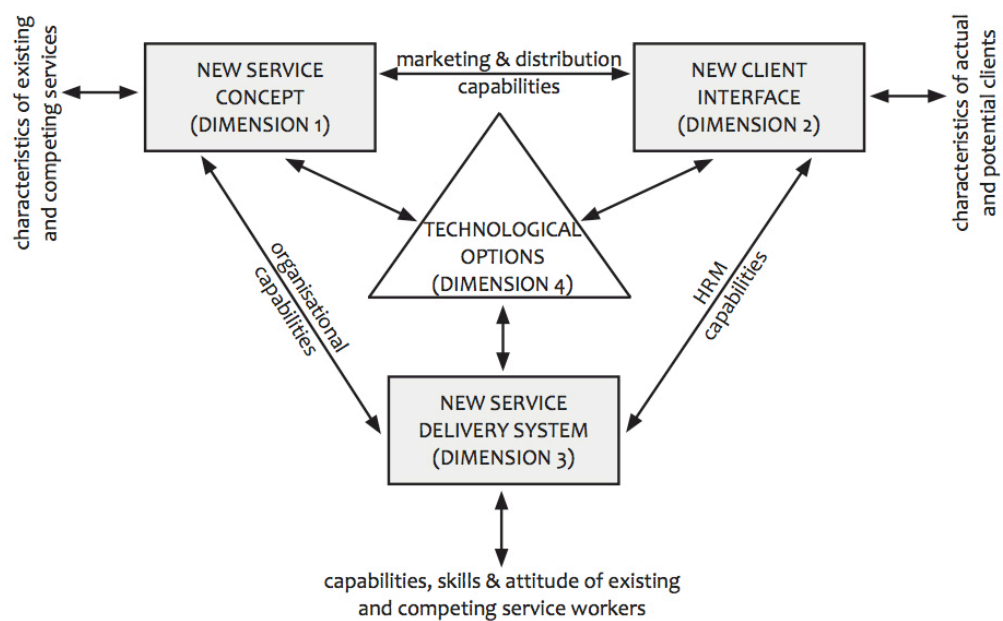 characteristics of existing
and competing services
NEW SERVICE
CONCEPT
(DIMENSION 1)
marketing & distribution
capabilities
NEW CLIENT
INTERFACE
(DIMENSION 2)
characteristics of actual
and potential clients
TECHNOLOGICAL
OPTIONS
(DIMENSION 4)
organisational
capabilities
HRM
capabilities
NEW SERVICE
DELIVERY SYSTEM
(DIMENSION 3)
capabilities, skills & attitude of existing
and competing service workers